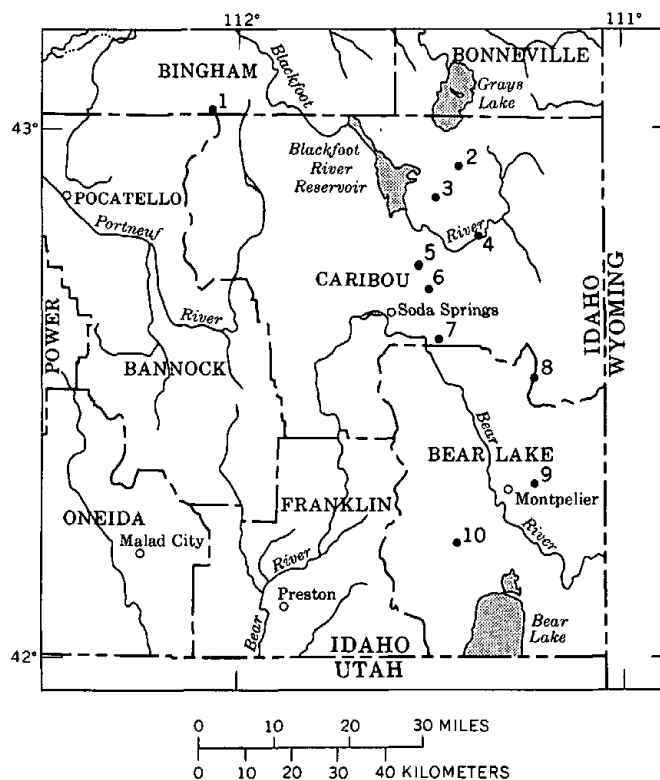 112°
111°
BONNEVILLE
BINGHAM
Blackfoot
Grays
Lake
1
43°
Blackfoot
River
Reservoir
2
3
POCATELLO
Portneuf
River
4
5
CARIBOU
6
IDAHO
WYOMING
Soda Springs
River
7
POWER
BANNOCK
8
Bear
BEAR LAKE
9
Montpelier
FRANKLIN
ONEIDA
River
Malad City
10
River
Preston
Bear
Bear
Lake
IDAHO
42°
UTAH
0 10 20 30 MILES
0 10 20 30 40 KILOMETERS